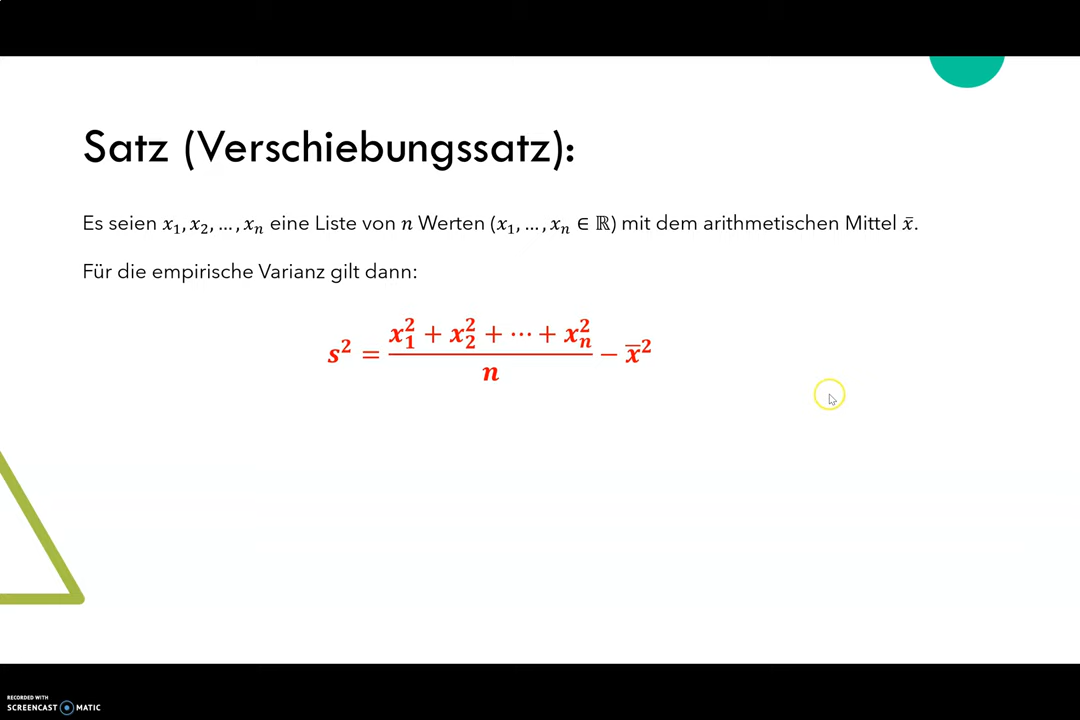 Satz (Verschiebungssatz):
Es seien x₁, x₂, …, xₙ eine Liste von n Werten (x₁, …, xₙ ∈ ℝ) mit dem arithmetischen Mittel x̄.
Für die empirische Varianz gilt dann:
s² = (x₁² + x₂² + ⋯ + xₙ²) / n − x̄²
RECORDED WITH
SCREENCAST MATIC